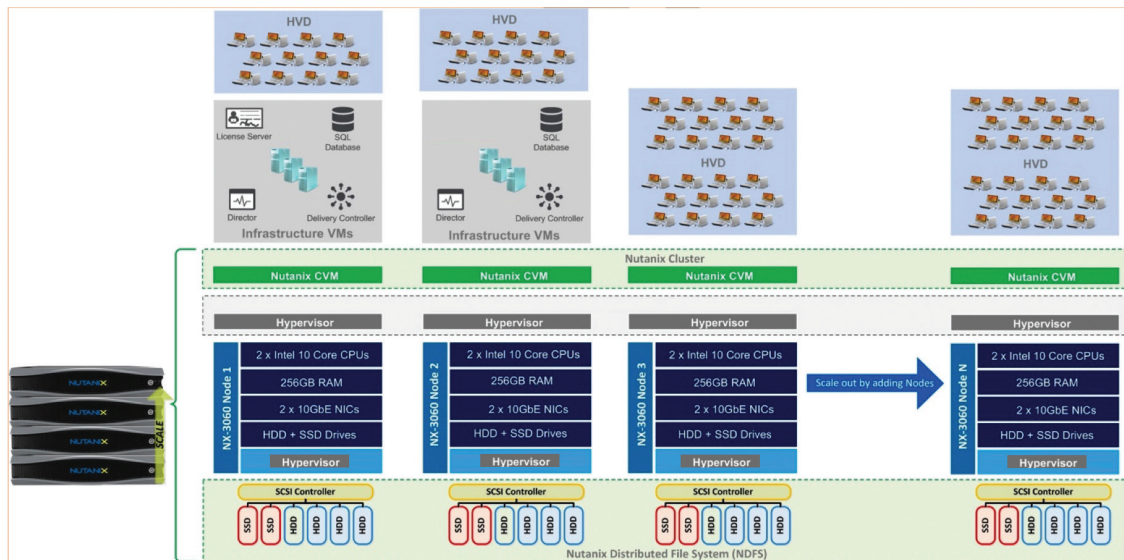 HVD
HVD
License Server
SQL
Database
Director
Delivery Controller
Infrastructure VMs
SQL
Database
Director
Delivery Controller
Infrastructure VMs
HVD
HVD
Nutanix Cluster
Nutanix CVM
Nutanix CVM
Nutanix CVM
Nutanix CVM
Hypervisor
Hypervisor
Hypervisor
Hypervisor
NUTANIX
NUTANIX
NUTANIX
NUTANIX
SCALE
NX-3060 Node 1
2 x Intel 10 Core CPUs
256GB RAM
2 x 10GbE NICs
HDD + SSD Drives
Hypervisor
NX-3060 Node 2
2 x Intel 10 Core CPUs
256GB RAM
2 x 10GbE NICs
HDD + SSD Drives
Hypervisor
NX-3060 Node 3
2 x Intel 10 Core CPUs
256GB RAM
2 x 10GbE NICs
HDD + SSD Drives
Hypervisor
Scale out by adding Nodes
NX-3060 Node N
2 x Intel 10 Core CPUs
256GB RAM
2 x 10GbE NICs
HDD + SSD Drives
Hypervisor
SCSI Controller
SSD
SSD
HDD
HDD
HDD
HDD
SCSI Controller
SSD
SSD
HDD
HDD
HDD
HDD
SCSI Controller
SSD
SSD
HDD
HDD
HDD
HDD
SCSI Controller
SSD
SSD
HDD
HDD
HDD
HDD
Nutanix Distributed File System (NDFS)